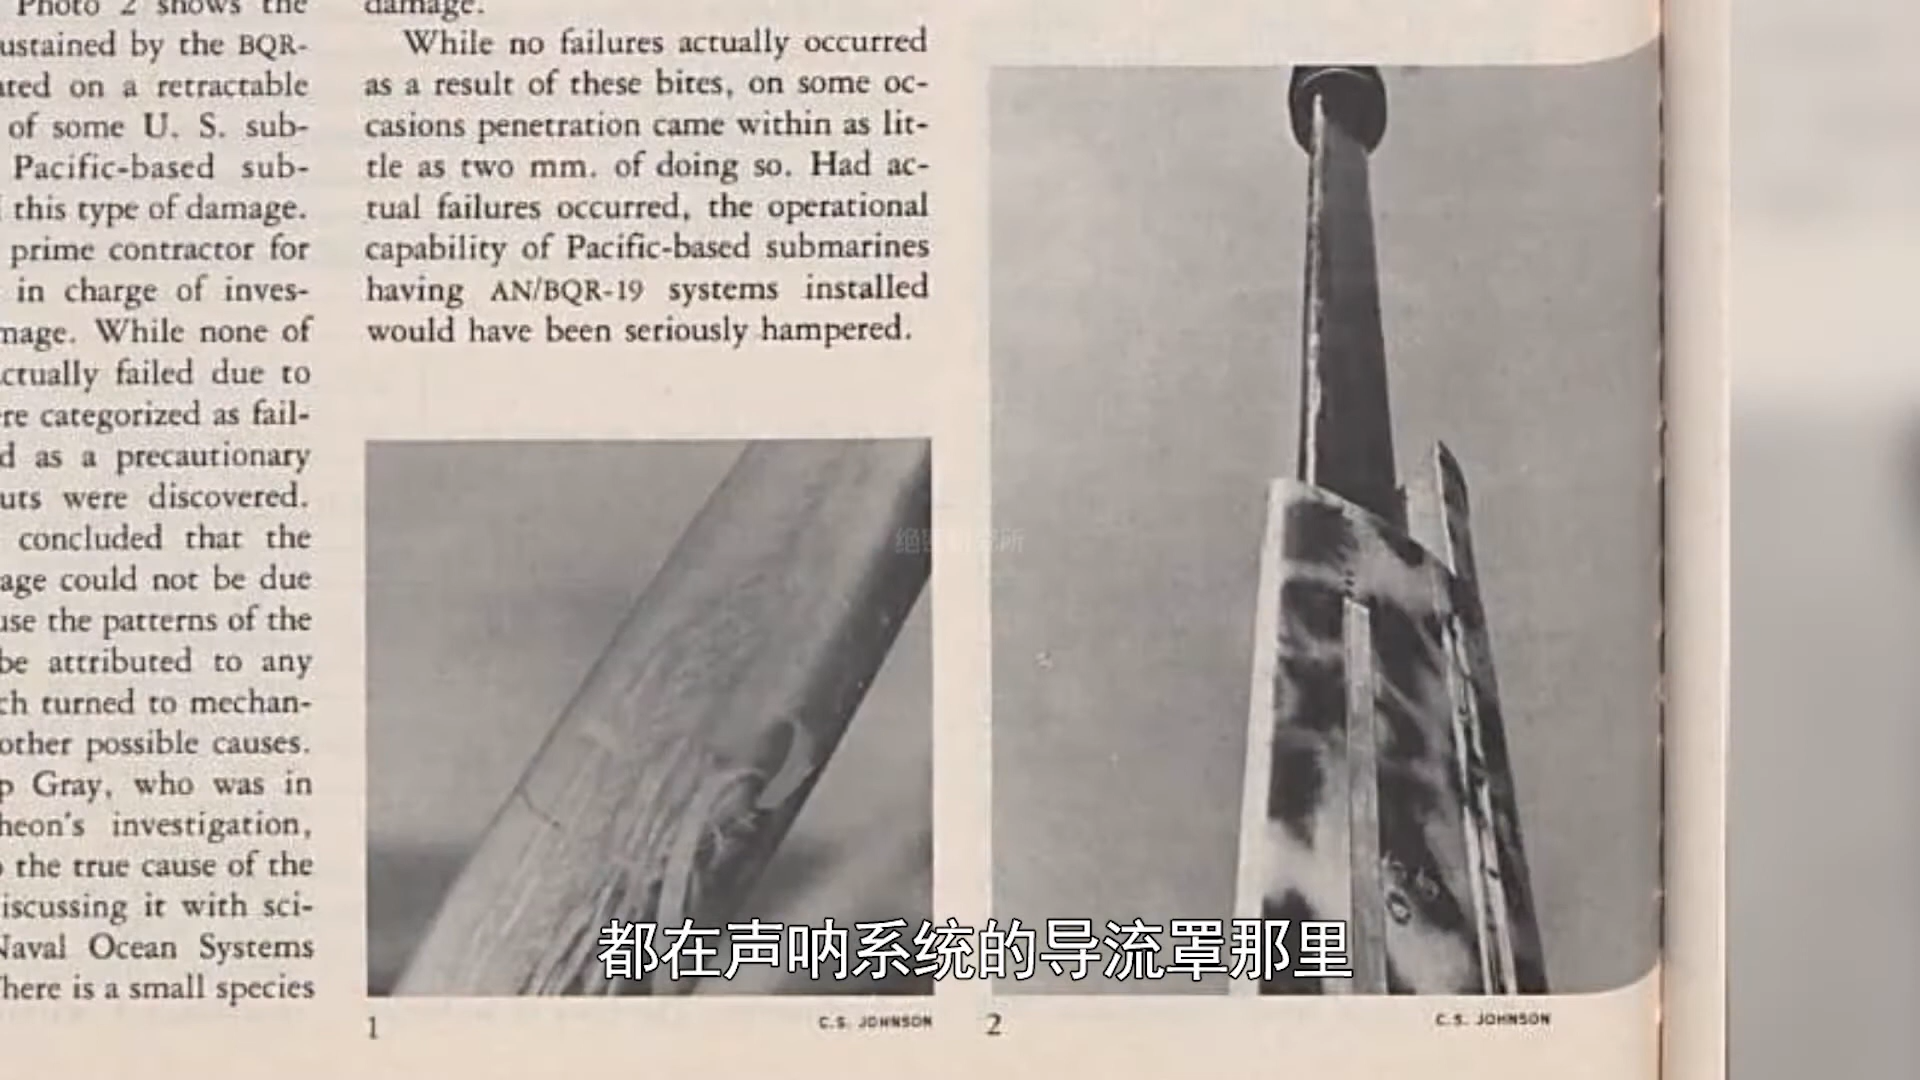 Photo 2 shows the
ustained by the BQR-
ated on a retractable
of some U. S. sub-
Pacific-based sub-
this type of damage.
prime contractor for
in charge of inves-
mage. While none of
ctually failed due to
re categorized as fail-
d as a precautionary
uts were discovered.
concluded that the
age could not be due
use the patterns of the
be attributed to any
ch turned to mechan-
other possible causes.
p Gray, who was in
heon's investigation,
the true cause of the
iscussing it with sci-
Naval Ocean Systems
here is a small species
damage.
While no failures actually occurred
as a result of these bites, on some oc-
casions penetration came within as lit-
tle as two mm. of doing so. Had ac-
tual failures occurred, the operational
capability of Pacific-based submarines
having AN/BQR-19 systems installed
would have been seriously hampered.
绝密研究所
都在声呐系统的导流罩那里
1
C.S. JOHNSON
2
C.S. JOHNSON